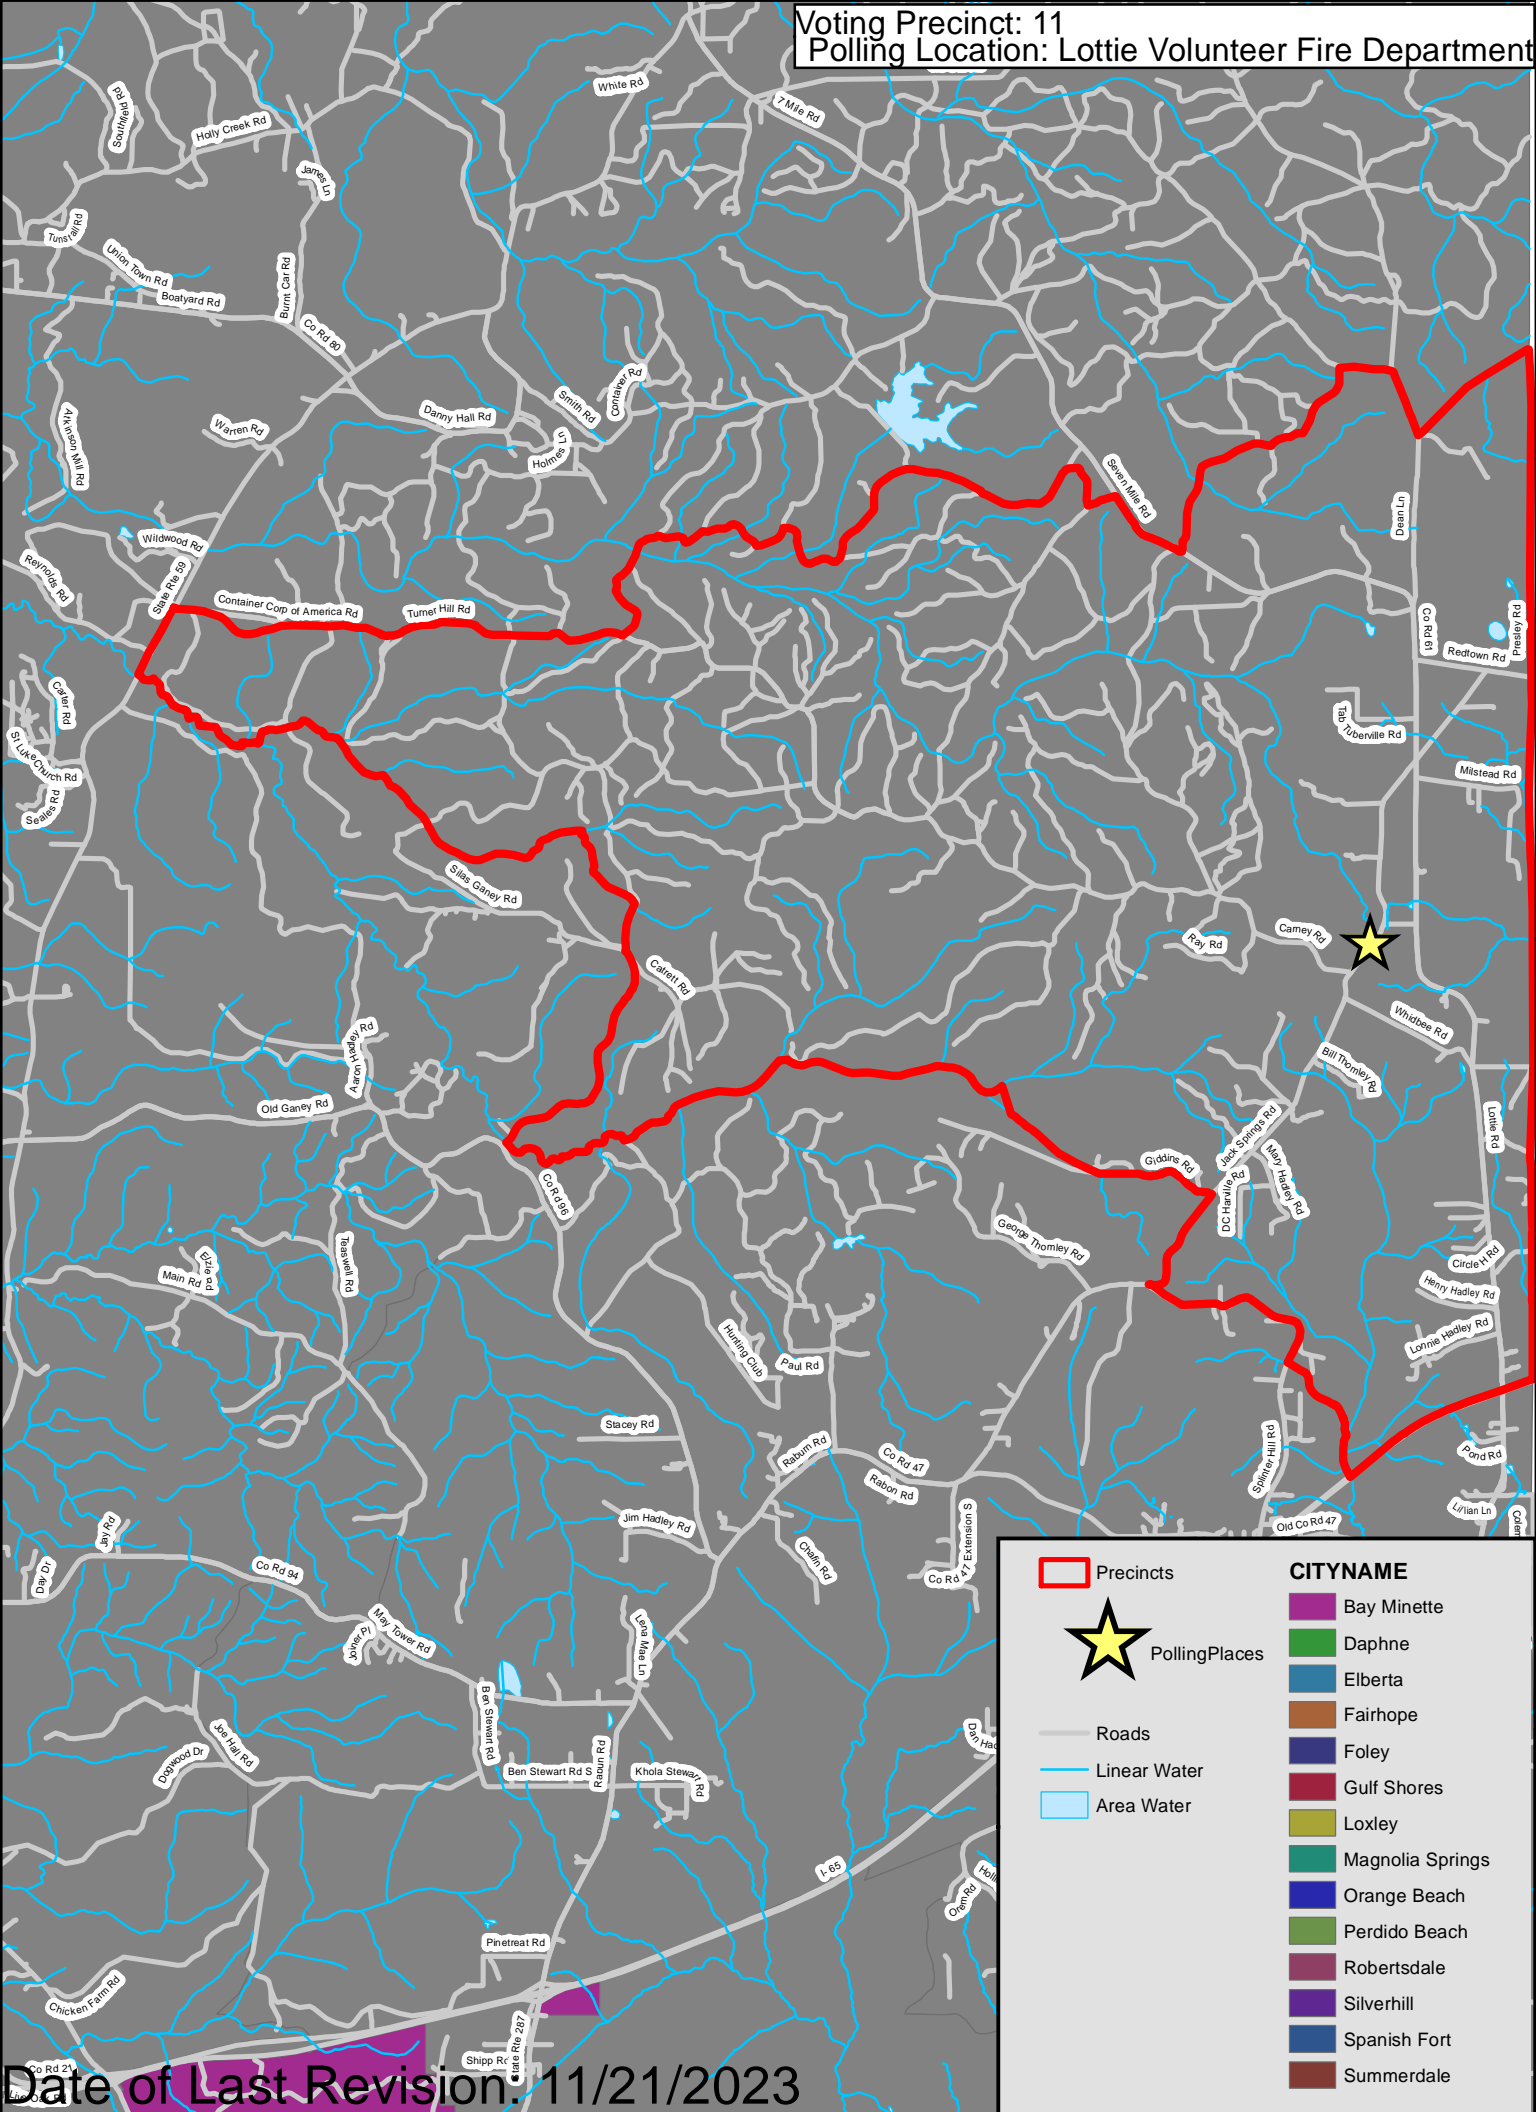 Voting Precinct: 11
Polling Location: Lottie Volunteer Fire Department
White Rd
7 Mile Rd
Southfield Rd
Holly Creek Rd
James Ln
Tunstall Rd
Union Town Rd
Boatyard Rd
Burnt Car Rd
Co Rd 80
Container Rd
Smith Rd
Danny Hall Rd
Warren Rd
Atkinson Mill Rd
Holmes Ln
Seven Mile Rd
Dean Ln
Wildwood Rd
Reynolds Rd
State Rte 59
Container Corp of America Rd
Turner Hill Rd
Co Rd 61
Presley Rd
Redtown Rd
Carter Rd
Tab Tuberville Rd
St Luke Church Rd
Milstead Rd
Seales Rd
Silas Ganey Rd
Ray Rd
Carney Rd
Catrett Rd
Whidbee Rd
Aaron Hadley Rd
Bill Thomley Rd
Old Ganey Rd
Lottie Rd
Jack Springs Rd
Giddins Rd
Mary Hadley Rd
DC Harville Rd
Co Rd 96
George Thomley Rd
Teaswell Rd
Elzie Rd
Main Rd
Circle H Rd
Henry Hadley Rd
Lonnie Hadley Rd
Hunting Club
Paul Rd
Stacey Rd
Raburn Rd
Co Rd 47
Rabon Rd
Splinter Hill Rd
Pond Rd
Lillian Ln
Colem
Old Co Rd 47
Jim Hadley Rd
Co Rd 47 Extension S
Chafin Rd
Jay Rd
Day Dr
Co Rd 94
May Tower Rd
Joiner Pl
Lena Mae Ln
Ben Stewart Rd
Joe Hall Rd
Dogwood Dr
Ben Stewart Rd S
Rabun Rd
Khola Stewart Rd
Dan Had
I-65
Holli
Orem Rd
Pinetreat Rd
Chicken Farm Rd
State Rte 287
Shipp Rd
Co Rd 21
Date of Last Revision: 11/21/2023
Precincts
PollingPlaces
Roads
Linear Water
Area Water
CITYNAME
Bay Minette
Daphne
Elberta
Fairhope
Foley
Gulf Shores
Loxley
Magnolia Springs
Orange Beach
Perdido Beach
Robertsdale
Silverhill
Spanish Fort
Summerdale